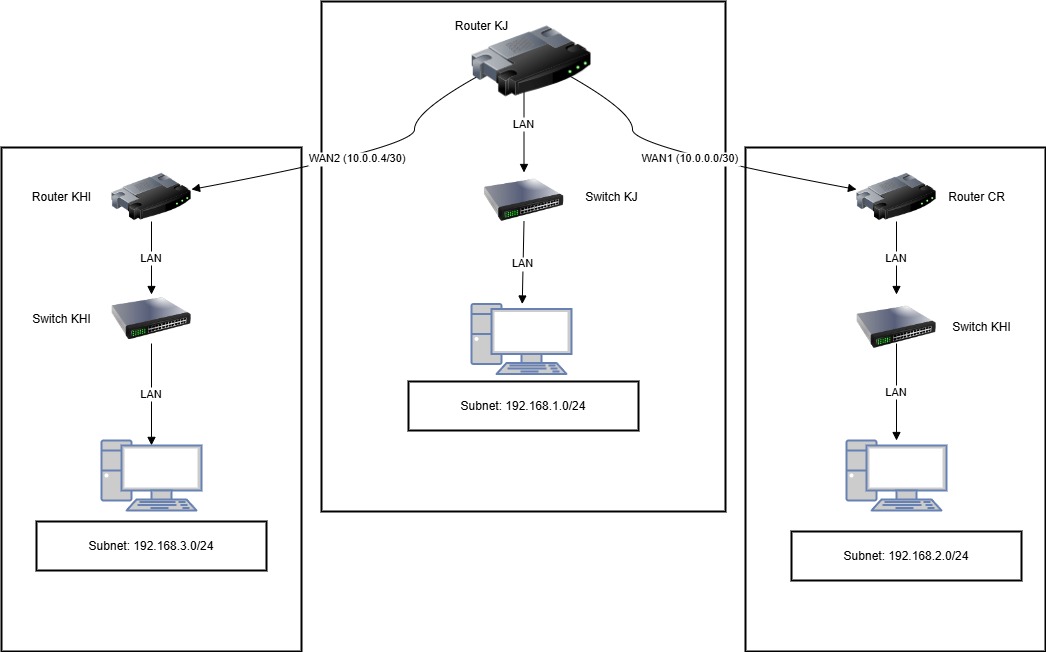 Router KJ
LAN
WAN2 (10.0.0.4/30)
WAN1 (10.0.0.0/30)
Switch KJ
LAN
Subnet: 192.168.1.0/24
Router KHI
LAN
Switch KHI
LAN
Subnet: 192.168.3.0/24
Router CR
LAN
Switch KHI
LAN
Subnet: 192.168.2.0/24